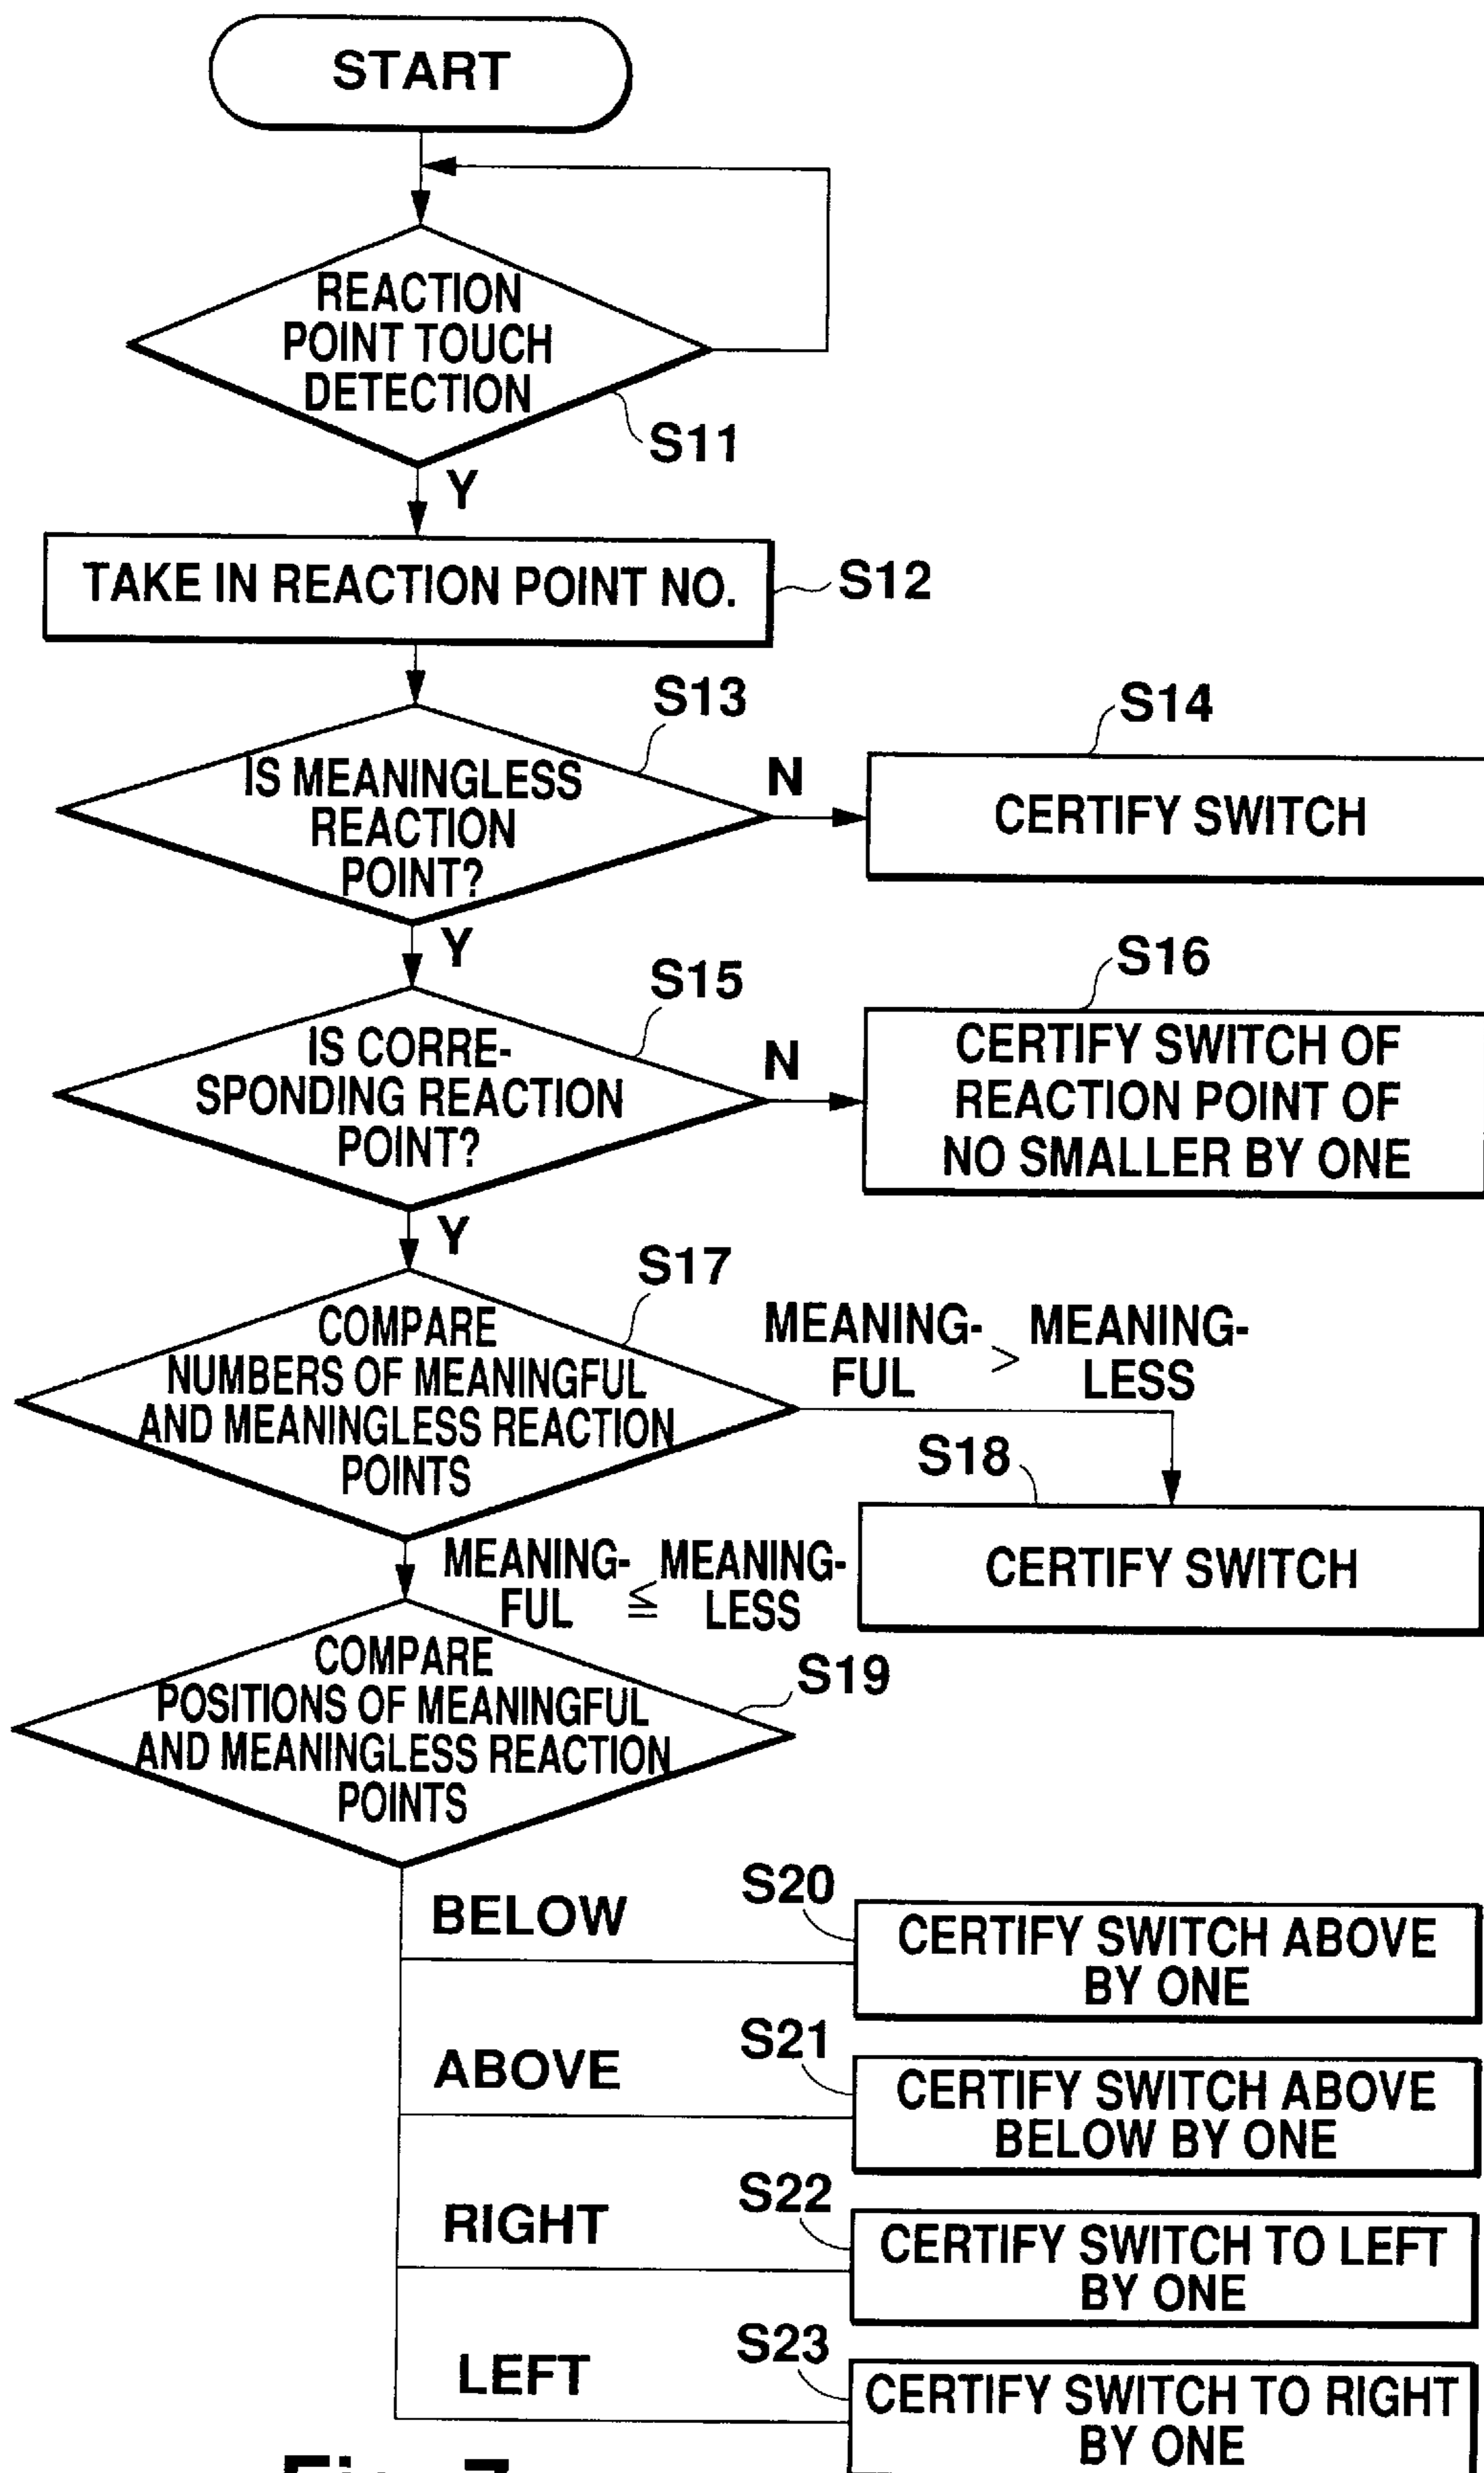 START
REACTION
POINT TOUCH
DETECTION
S11
Y
TAKE IN REACTION POINT NO.
S12
S13
IS MEANINGLESS
REACTION
POINT?
N
S14
CERTIFY SWITCH
Y
S15
IS CORRE-
SPONDING REACTION
POINT?
N
S16
CERTIFY SWITCH OF
REACTION POINT OF
NO SMALLER BY ONE
Y
S17
COMPARE
NUMBERS OF MEANINGFUL
AND MEANINGLESS REACTION
POINTS
MEANING- MEANING-
FUL > LESS
S18
CERTIFY SWITCH
MEANING- MEANING-
FUL ≦ LESS
COMPARE
POSITIONS OF MEANINGFUL
AND MEANINGLESS REACTION
POINTS
S19
BELOW
S20
CERTIFY SWITCH ABOVE
BY ONE
ABOVE
S21
CERTIFY SWITCH ABOVE
BELOW BY ONE
RIGHT
S22
CERTIFY SWITCH TO LEFT
BY ONE
LEFT
S23
CERTIFY SWITCH TO RIGHT
BY ONE